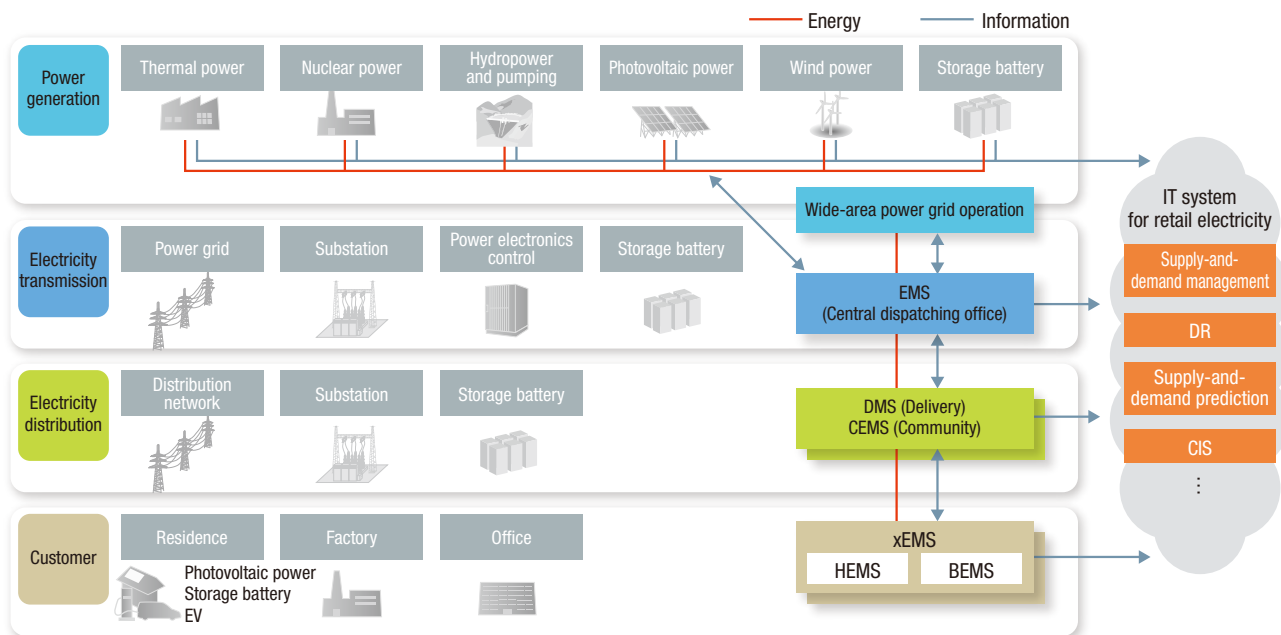 Energy
Information
Power
generation
Thermal power
Nuclear power
Hydropower
and pumping
Photovoltaic power
Wind power
Storage battery
IT system
for retail electricity
Wide-area power grid operation
Electricity
transmission
Power grid
Substation
Power electronics
control
Storage battery
EMS
(Central dispatching office)
Supply-and-
demand management
DR
Electricity
distribution
Distribution
network
Substation
Storage battery
DMS (Delivery)
CEMS (Community)
Supply-and-
demand prediction
CIS
⋮
Customer
Residence
Factory
Office
Photovoltaic power
Storage battery
EV
xEMS
HEMS
BEMS